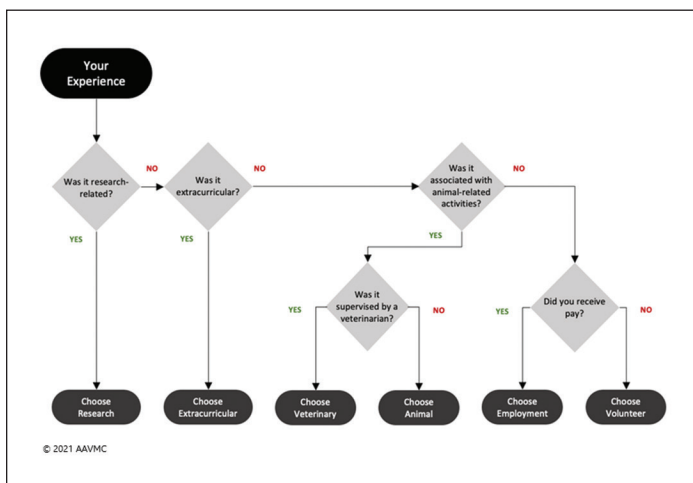 Your
Experience
Was it research-
related?
NO
Was it
extracurricular?
NO
Was it
associated with
animal-related
activities?
NO
YES
YES
YES
Was it
supervised by a
veterinarian?
YES
NO
Did you receive
pay?
YES
NO
Choose
Research
Choose
Extracurricular
Choose
Veterinary
Choose
Animal
Choose
Employment
Choose
Volunteer
© 2021 AAVMC